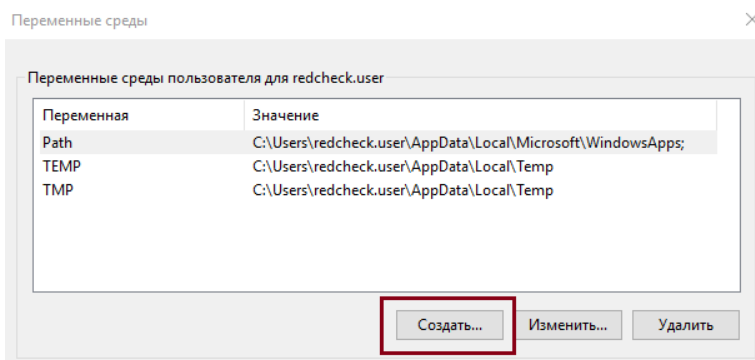 Переменные среды
Переменные среды пользователя для redcheck.user
Переменная Значение
Path C:\Users\redcheck.user\AppData\Local\Microsoft\WindowsApps;
TEMP C:\Users\redcheck.user\AppData\Local\Temp
TMP C:\Users\redcheck.user\AppData\Local\Temp
Создать... Изменить... Удалить